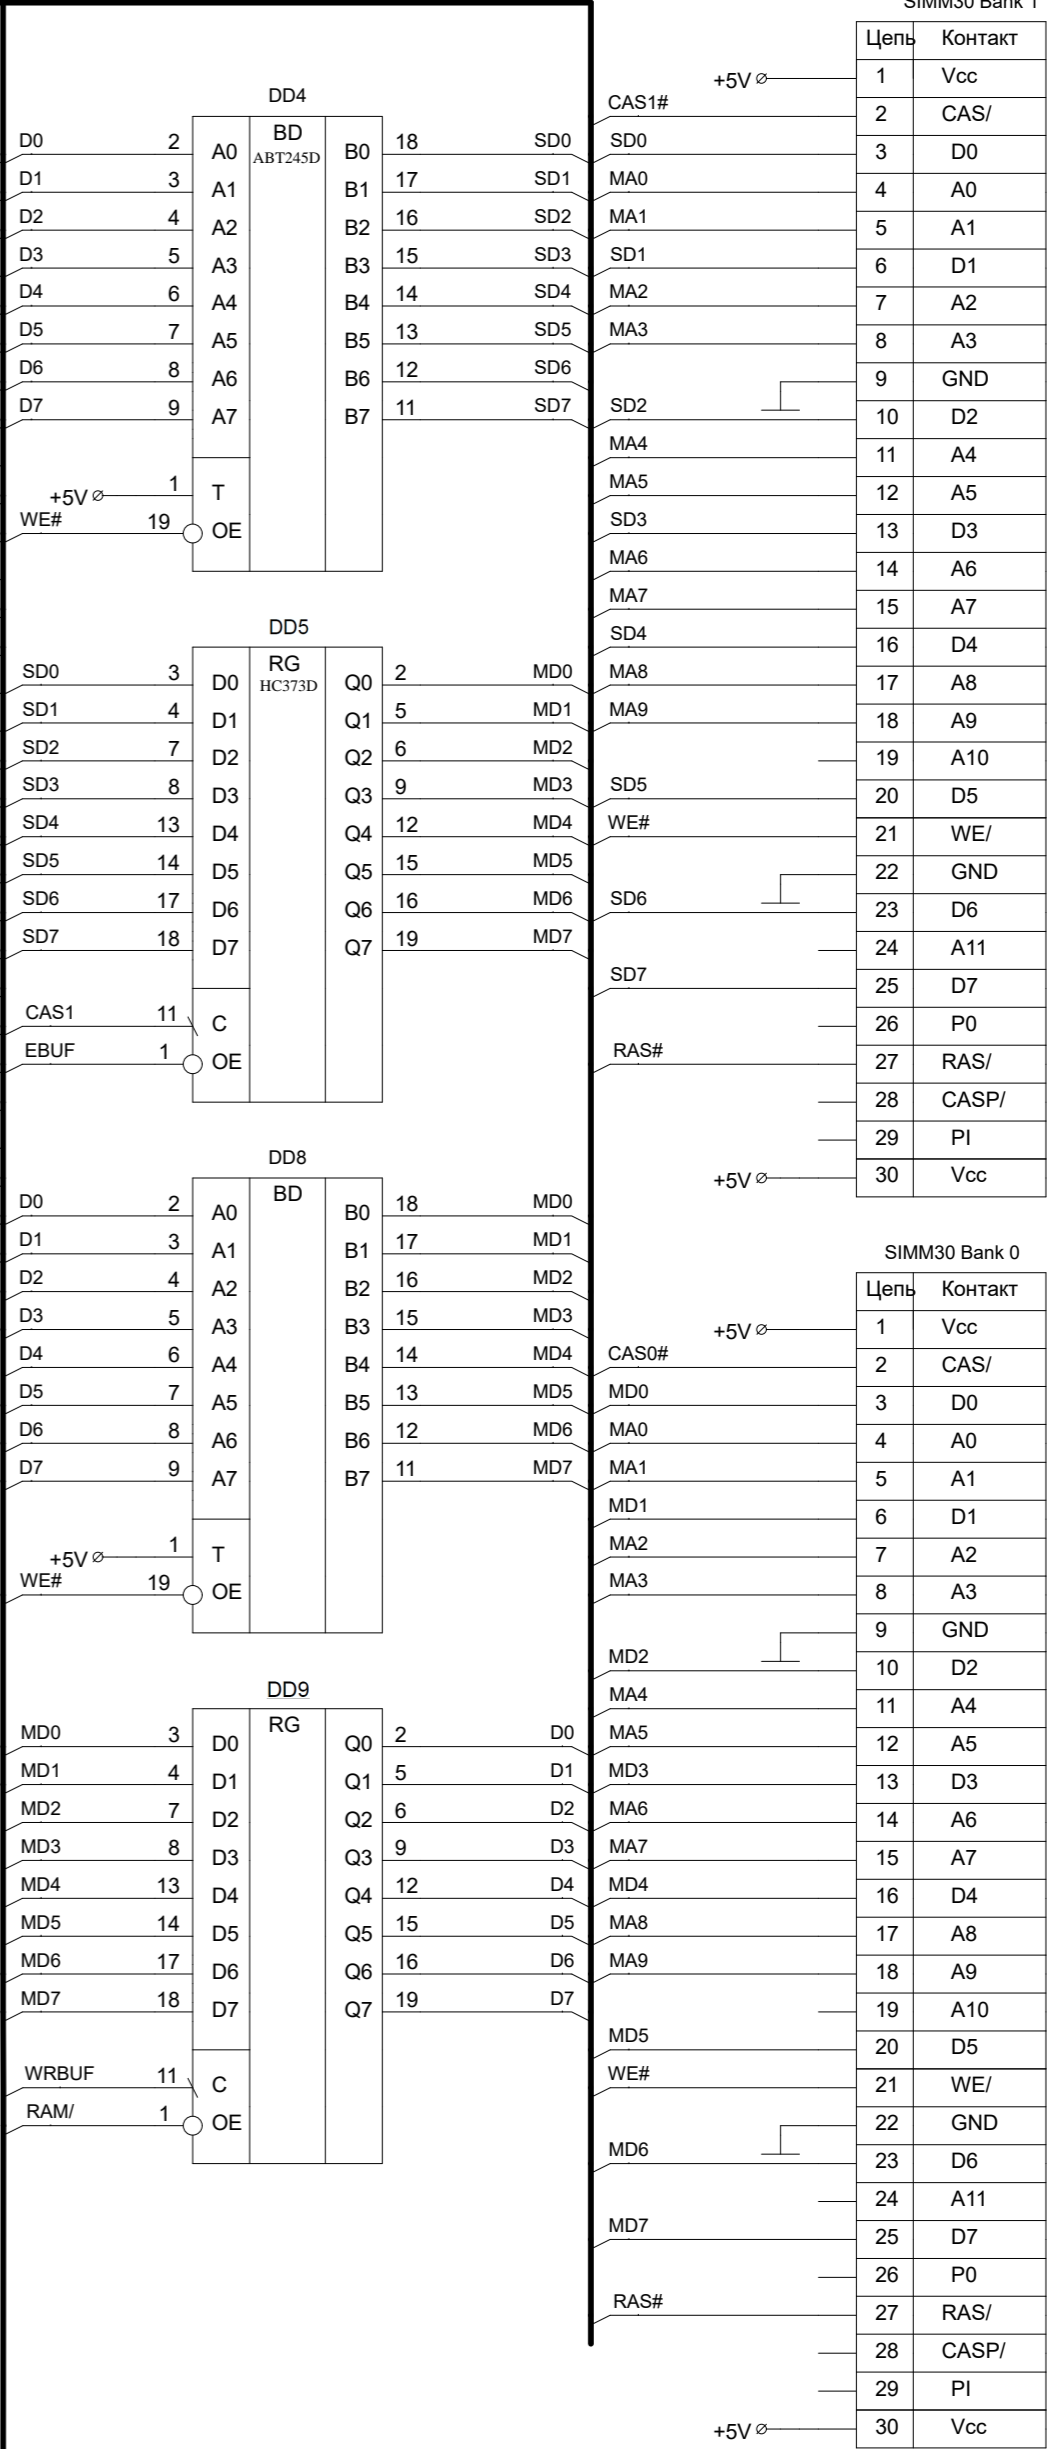 SIMM30 Bank 1
Цепь Контакт
+5V 1 Vcc
CAS1# 2 CAS/
SD0 3 D0
MA0 4 A0
MA1 5 A1
SD1 6 D1
MA2 7 A2
MA3 8 A3
9 GND
SD2 10 D2
MA4 11 A4
MA5 12 A5
SD3 13 D3
MA6 14 A6
MA7 15 A7
SD4 16 D4
MA8 17 A8
MA9 18 A9
19 A10
SD5 20 D5
WE# 21 WE/
22 GND
SD6 23 D6
24 A11
SD7 25 D7
26 P0
RAS# 27 RAS/
28 CASP/
29 PI
+5V 30 Vcc
DD4
BD
ABT245D
D0 2 A0 B0 18 SD0
D1 3 A1 B1 17 SD1
D2 4 A2 B2 16 SD2
D3 5 A3 B3 15 SD3
D4 6 A4 B4 14 SD4
D5 7 A5 B5 13 SD5
D6 8 A6 B6 12 SD6
D7 9 A7 B7 11 SD7
+5V 1 T
WE# 19 OE
DD5
RG
HC373D
SD0 3 D0 Q0 2 MD0
SD1 4 D1 Q1 5 MD1
SD2 7 D2 Q2 6 MD2
SD3 8 D3 Q3 9 MD3
SD4 13 D4 Q4 12 MD4
SD5 14 D5 Q5 15 MD5
SD6 17 D6 Q6 16 MD6
SD7 18 D7 Q7 19 MD7
CAS1 11 C
EBUF 1 OE
DD8
BD
D0 2 A0 B0 18 MD0
D1 3 A1 B1 17 MD1
D2 4 A2 B2 16 MD2
D3 5 A3 B3 15 MD3
D4 6 A4 B4 14 MD4
D5 7 A5 B5 13 MD5
D6 8 A6 B6 12 MD6
D7 9 A7 B7 11 MD7
+5V 1 T
WE# 19 OE
DD9
RG
MD0 3 D0 Q0 2 D0
MD1 4 D1 Q1 5 D1
MD2 7 D2 Q2 6 D2
MD3 8 D3 Q3 9 D3
MD4 13 D4 Q4 12 D4
MD5 14 D5 Q5 15 D5
MD6 17 D6 Q6 16 D6
MD7 18 D7 Q7 19 D7
WRBUF 11 C
RAM/ 1 OE
SIMM30 Bank 0
Цепь Контакт
+5V 1 Vcc
CAS0# 2 CAS/
MD0 3 D0
MA0 4 A0
MA1 5 A1
MD1 6 D1
MA2 7 A2
MA3 8 A3
9 GND
MD2 10 D2
MA4 11 A4
MA5 12 A5
MD3 13 D3
MA6 14 A6
MA7 15 A7
MD4 16 D4
MA8 17 A8
MA9 18 A9
19 A10
MD5 20 D5
WE# 21 WE/
22 GND
MD6 23 D6
24 A11
MD7 25 D7
26 P0
RAS# 27 RAS/
28 CASP/
29 PI
+5V 30 Vcc